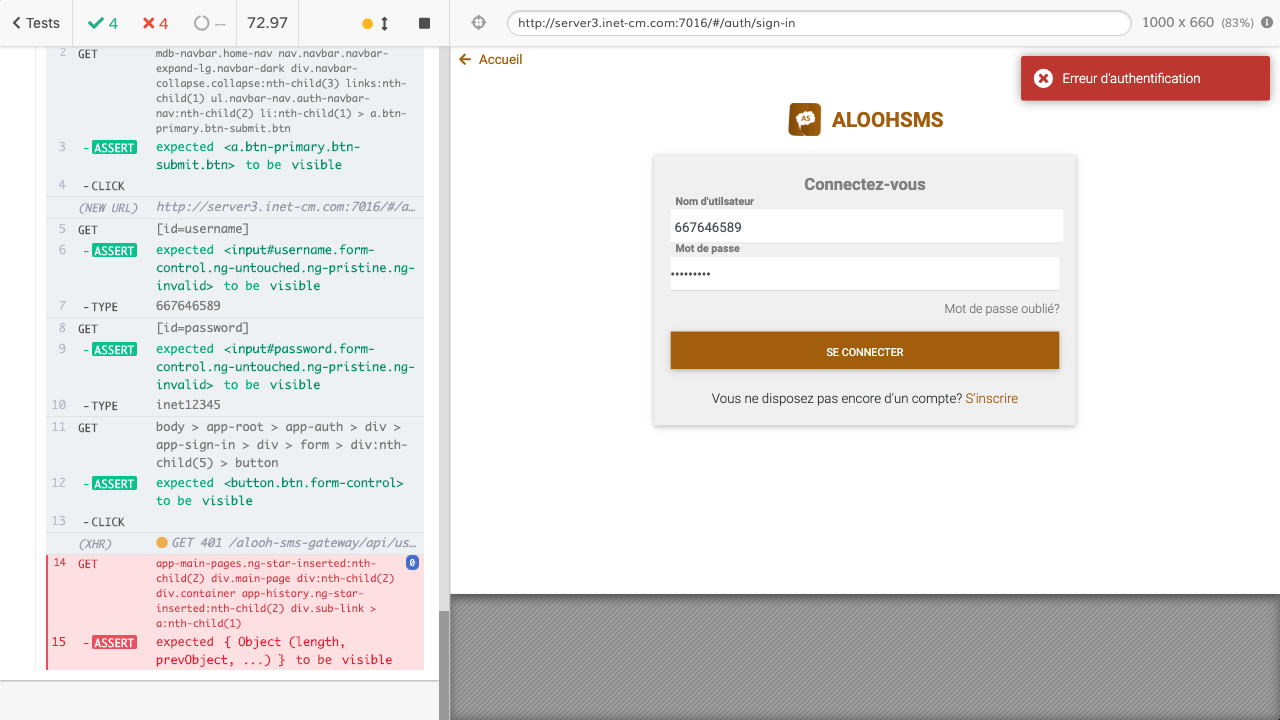 Tests
4
4
--
72.97
http://server3.inet-cm.com:7016/#/auth/sign-in
1000 x 660 (83%)
2 GET mdb-navbar.home-nav nav.navbar.navbar-
expand-lg.navbar-dark div.navbar-
collapse.collapse:nth-child(3) links:nth-
child(1) ul.navbar-nav.auth-navbar-
nav:nth-child(2) li:nth-child(1) > a.btn-
primary.btn-submit.btn
3 -ASSERT expected <a.btn-primary.btn-
submit.btn> to be visible
4 -CLICK
(NEW URL) http://server3.inet-cm.com:7016/#/a…
5 GET [id=username]
6 -ASSERT expected <input#username.form-
control.ng-untouched.ng-pristine.ng-
invalid> to be visible
7 -TYPE 667646589
8 GET [id=password]
9 -ASSERT expected <input#password.form-
control.ng-untouched.ng-pristine.ng-
invalid> to be visible
10 -TYPE inet12345
11 GET body > app-root > app-auth > div >
app-sign-in > div > form > div:nth-
child(5) > button
12 -ASSERT expected <button.btn.form-control>
to be visible
13 -CLICK
(XHR) GET 401 /alooh-sms-gateway/api/us…
14 GET app-main-pages.ng-star-inserted:nth- 0
child(2) div.main-page div:nth-child(2)
div.container app-history.ng-star-
inserted:nth-child(2) div.sub-link >
a:nth-child(1)
15 -ASSERT expected { Object (length,
prevObject, ...) } to be visible
Accueil
Erreur d'authentification
AS
ALOOHSMS
Connectez-vous
Nom d'utilsateur
667646589
Mot de passe
•••••••••
Mot de passe oublié?
SE CONNECTER
Vous ne disposez pas encore d'un compte? S'inscrire